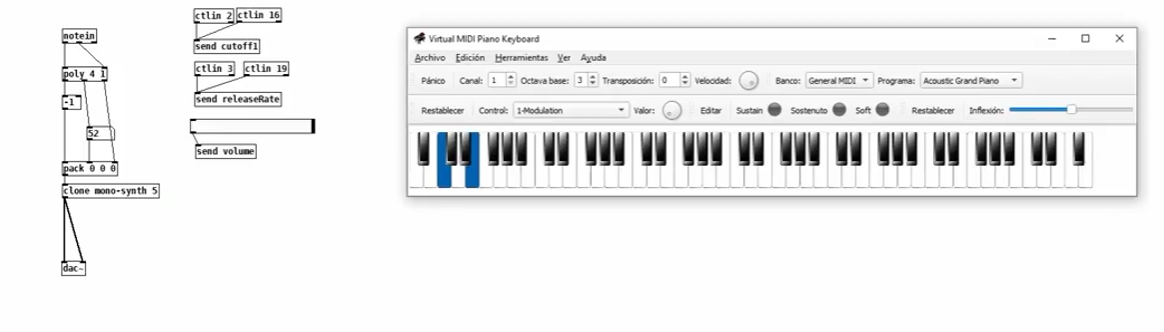 notein
poly 4 1
-1
52
pack 0 0 0
clone mono-synth 5
dac~
ctlin 2
ctlin 16
send cutoff1
ctlin 3
ctlin 19
send releaseRate
send volume
Virtual MIDI Piano Keyboard
Archivo Edición Herramientas Ver Ayuda
Pánico Canal: 1 Octava base: 3 Transposición: 0 Velocidad: Banco: General MIDI Programa: Acoustic Grand Piano
Restablecer Control: 1-Modulation Valor: Editar Sustain Sostenuto Soft Restablecer Inflexión: